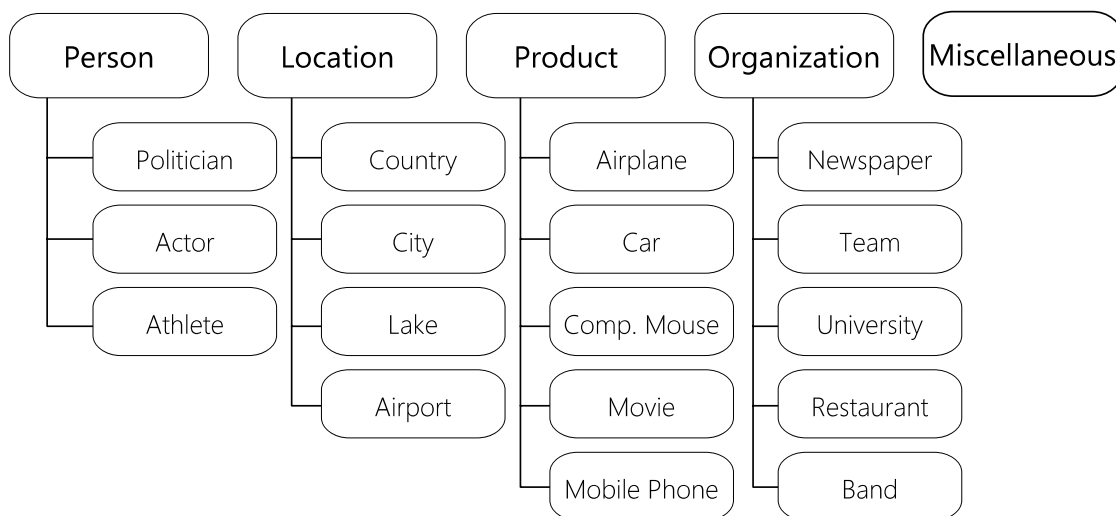 Person
Politician
Actor
Athlete
Location
Country
City
Lake
Airport
Product
Airplane
Car
Comp. Mouse
Movie
Mobile Phone
Organization
Newspaper
Team
University
Restaurant
Band
Miscellaneous